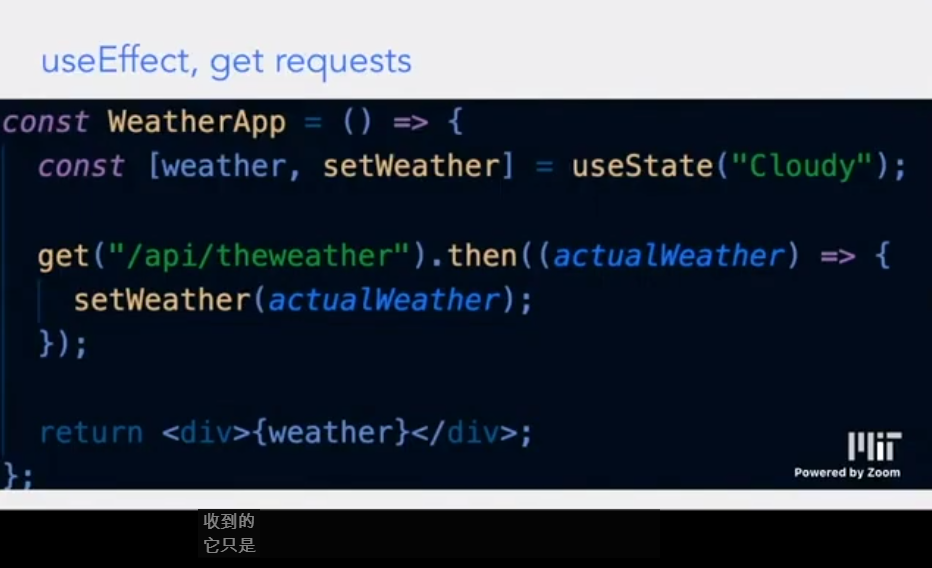 useEffect, get requests
const WeatherApp = () => {
const [weather, setWeather] = useState("Cloudy");
get("/api/theweather").then((actualWeather) => {
setWeather(actualWeather);
});
return <div>{weather}</div>;
};
MIT
Powered by Zoom
收到的
它只是